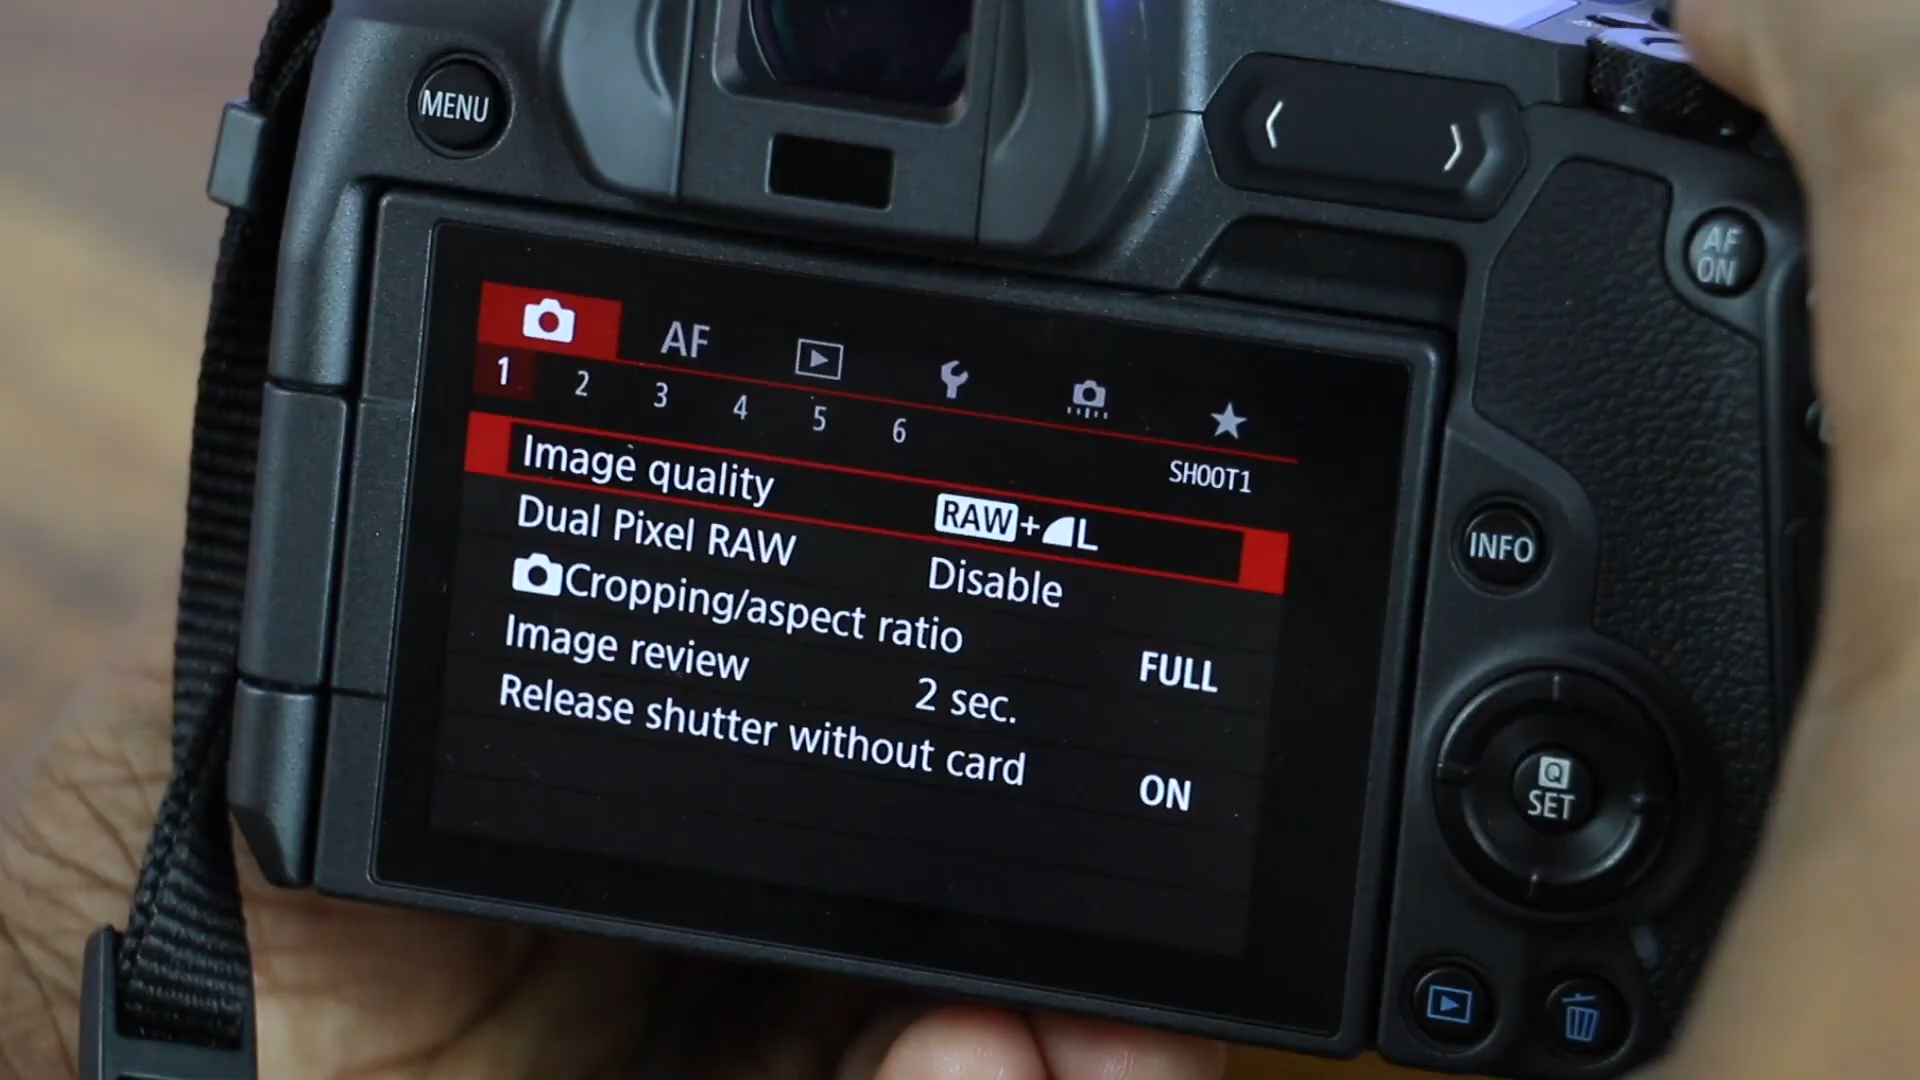 MENU
AF ON
AF
1 2 3 4 5 6
SHOOT1
Image quality RAW+L
Dual Pixel RAW Disable
Cropping/aspect ratio FULL
Image review 2 sec.
Release shutter without card ON
INFO
Q
SET